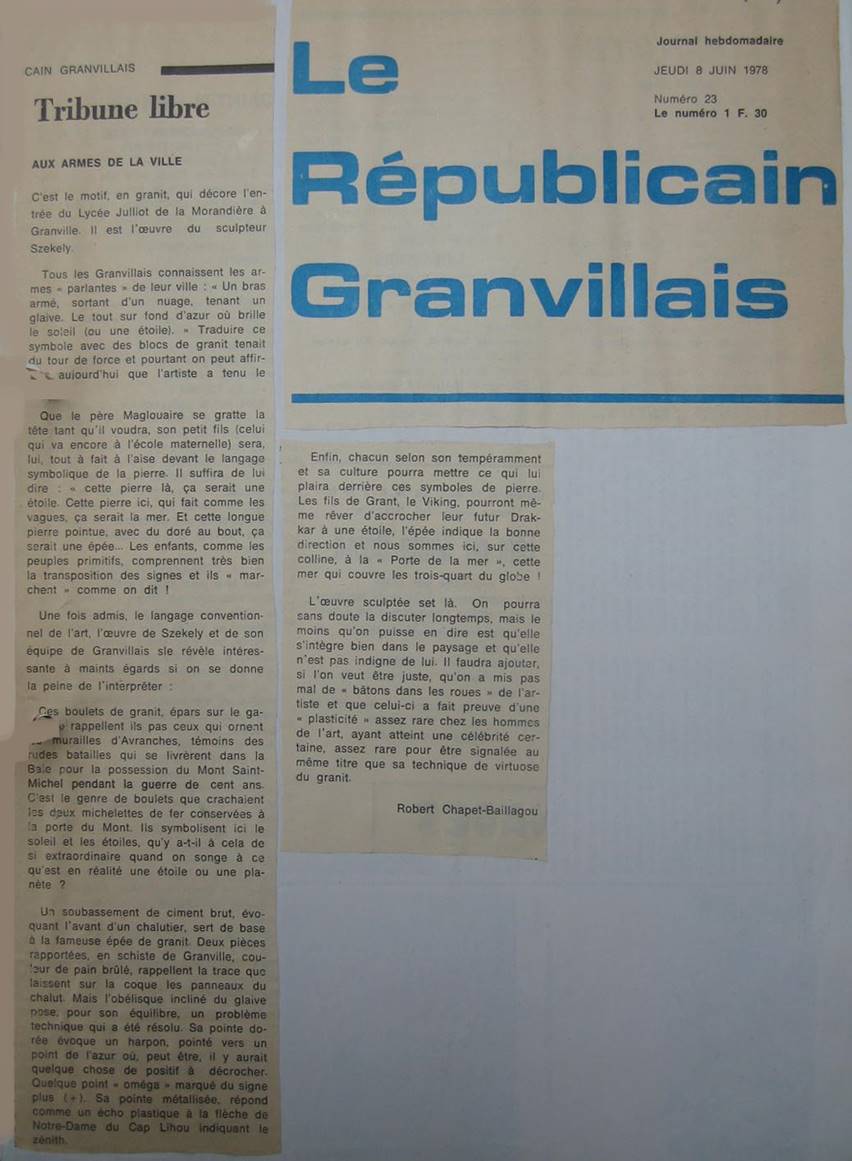 CAIN GRANVILLAIS
Tribune libre
AUX ARMES DE LA VILLE
C'est le motif, en granit, qui décore l'en-
trée du Lycée Julliot de la Morandière à
Granville. Il est l'œuvre du sculpteur
Szekely.
Tous les Granvillais connaissent les ar-
mes « parlantes » de leur ville : « Un bras
armé, sortant d'un nuage, tenant un
glaive. Le tout sur fond d'azur où brille
le soleil (ou une étoile). » Traduire ce
symbole avec des blocs de granit tenait
du tour de force et pourtant on peut affir-
aujourd'hui que l'artiste a tenu le
Que le père Maglouaire se gratte la
tête tant qu'il voudra, son petit fils (celui
qui va encore à l'école maternelle) sera,
lui, tout à fait à l'aise devant le langage
symbolique de la pierre. Il suffira de lui
dire : « cette pierre là, ça serait une
étoile. Cette pierre ici, qui fait comme les
vagues, ça serait la mer. Et cette longue
pierre pointue, avec du doré au bout, ça
serait une épée... Les enfants, comme les
peuples primitifs, comprennent très bien
la transposition des signes et ils « mar-
chent » comme on dit !
Une fois admis, le langage convention-
nel de l'art, l'œuvre de Szekely et de son
équipe de Granvillais sle révèle intéres-
sante à maints égards si on se donne
la peine de l'interpréter :
Ces boulets de granit, épars sur le ga-
rappellent ils pas ceux qui ornent
murailles d'Avranches, témoins des
rudes batailles qui se livrèrent dans la
Baie pour la possession du Mont Saint-
Michel pendant la guerre de cent ans.
C'est le genre de boulets que crachaient
les deux michelettes de fer conservées à
la porte du Mont. Ils symbolisent ici le
soleil et les étoiles, qu'y a-t-il à cela de
si extraordinaire quand on songe à ce
qu'est en réalité une étoile ou une pla-
nète ?
Un soubassement de ciment brut, évo-
quant l'avant d'un chalutier, sert de base
à la fameuse épée de granit. Deux pièces
rapportées, en schiste de Granville, cou-
leur de pain brûlé, rappellent la trace que
laissent sur la coque les panneaux du
chalut. Mais l'obélisque incliné du glaive
pose, pour son équilibre, un problème
technique qui a été résolu. Sa pointe do-
rée évoque un harpon, pointé vers un
point de l'azur où, peut être, il y aurait
quelque chose de positif à décrocher.
Quelque point « oméga » marqué du signe
plus (+). Sa pointe métallisée, répond
comme un écho plastique à la flèche de
Notre-Dame du Cap Lihou indiquant le
zénith.
Journal hebdomadaire
JEUDI 8 JUIN 1978
Numéro 23
Le numéro 1 F. 30
Le
Républicain
Granvillais
Enfin, chacun selon son tempéramment
et sa culture pourra mettre ce qui lui
plaira derrière ces symboles de pierre.
Les fils de Grant, le Viking, pourront mê-
me rêver d'accrocher leur futur Drak-
kar à une étoile, l'épée indique la bonne
direction et nous sommes ici, sur cette
colline, à la « Porte de la mer », cette
mer qui couvre les trois-quart du globe !
L'œuvre sculptée set là. On pourra
sans doute la discuter longtemps, mais le
moins qu'on puisse en dire est qu'elle
s'intègre bien dans le paysage et qu'elle
n'est pas indigne de lui. Il faudra ajouter,
si l'on veut être juste, qu'on a mis pas
mal de « bâtons dans les roues » de l'ar-
tiste et que celui-ci a fait preuve d'une
« plasticité » assez rare chez les hommes
de l'art, ayant atteint une célébrité cer-
taine, assez rare pour être signalée au
même titre que sa technique de virtuose
du granit.
Robert Chapet-Baillagou